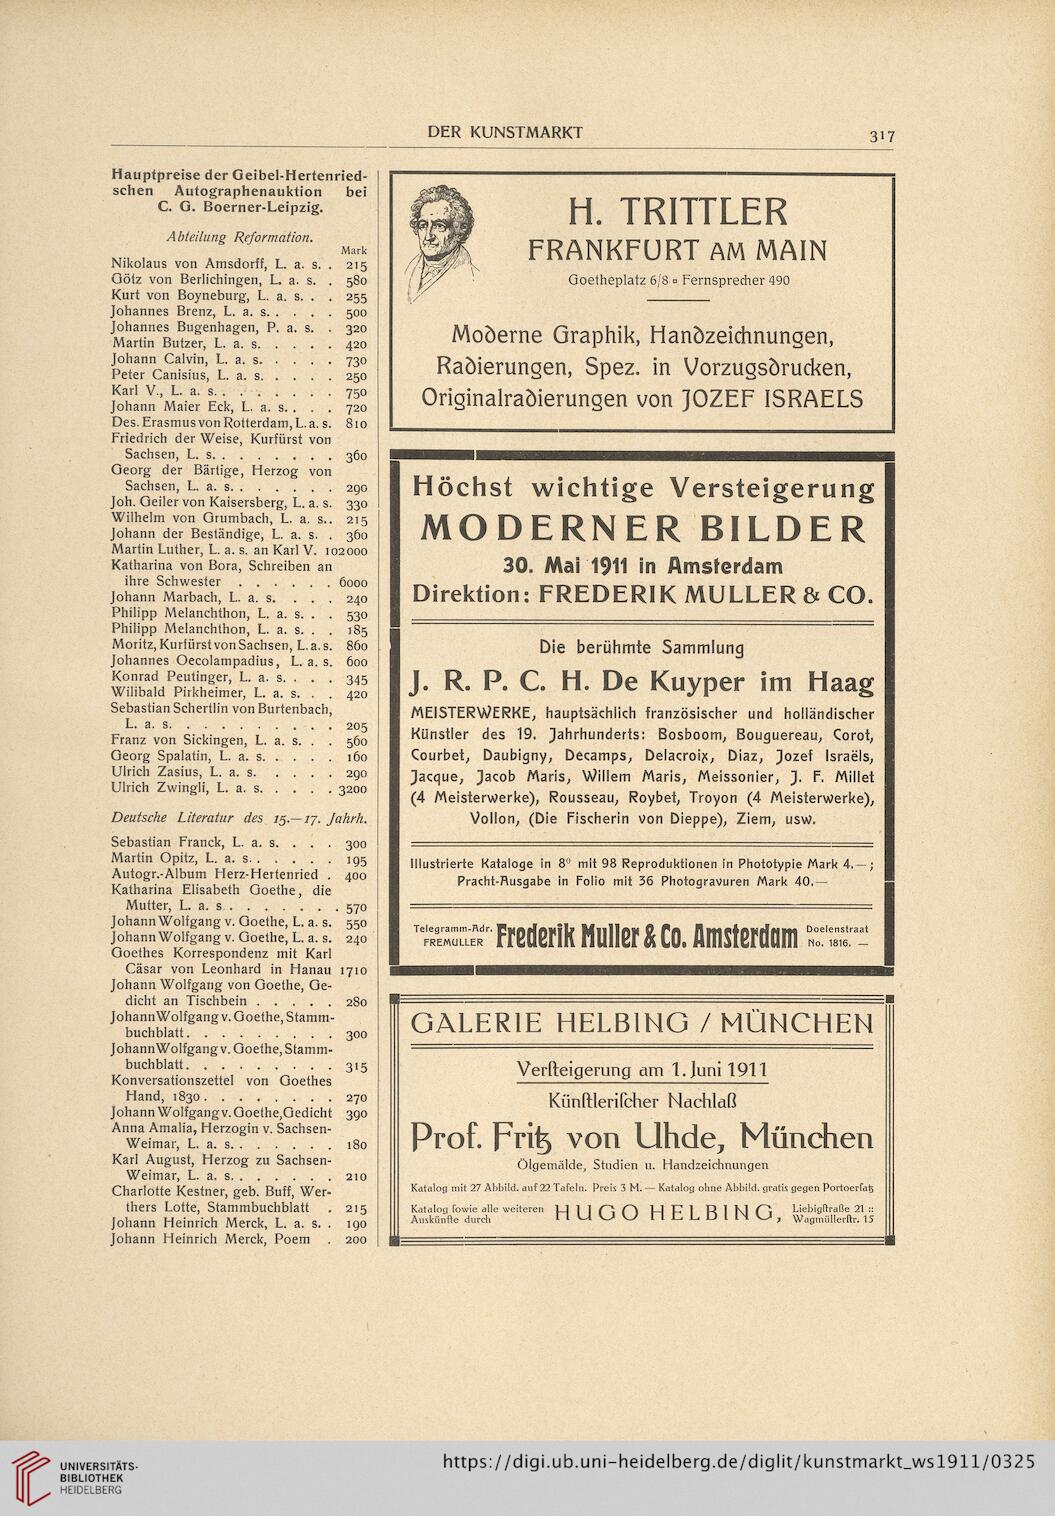 DER KUNSTMARKT
317
Hauptpreise der Geibel-Hertenried-
schen Autographenauktion bei
C. G. Boerner-Leipzig.
Abteilung Reformation.
Mark
Nikolaus von Amsdorff, L. a. s. . 215
Götz von Berlichingen, L. a. s. . 580
Kurt von Boyneburg, L. a. s. . . 255
Johannes Brenz, L. a. s. . . . . 500
Johannes Bugenhagen, P. a. s. . 320
Martin Butzer, L. a. s. . . . . 420
Johann Calvin, L. a. s. . . . . 730
Peter Canisius, L. a. s. . . . . 250
Karl V., L. a. s. . . . . . . . 750
Johann Maier Eck, L. a. s. . . . 720
Des. Erasmus von Rotterdam, L. a. s. 810
Friedrich der Weise, Kurfürst von
Sachsen, L. s. . . . . . . . 360
Georg der Bärtige, Herzog von
Sachsen, L. a. s. . . . . . . 290
Joh. Geiler von Kaisersberg, L. a. s. 330
Wilhelm von Grumbach, L. a. s. . 215
Johann der Beständige, L. a. s. . 360
Martin Luther, L. a. s. an Karl V. 102000
Katharina von Bora, Schreiben an
ihre Schwester . . . . . . 6000
Johann Marbach, L. a. s. . . . 240
Philipp Melanchthon, L. a. s. . . 530
Philipp Melanchthon, L. a. s. . . 185
Moritz, Kurfürst von Sachsen, L. a. s. 860
Johannes Oecolampadius, L. a. s. 600
Konrad Peutinger, L. a. s. . . . 345
Wilibald Pirkheimer, L. a. s. . . 420
Sebastian Schertlin von Burtenbach,
L. a. s. . . . . . . . . . 205
Franz von Sickingen, L. a. s. . . 560
Georg Spalatin, L. a. s. . . . . 160
Ulrich Zasius, L. a. s. . . . . 290
Ulrich Zwingli, L. a. s. . . . . 3200
Deutsche Literatur des 15.—17. Jahrh.
Sebastian Franck, L. a. s. . . . 300
Martin Opitz, L. a. s. . . . . . 195
Autogr.-Album Herz-Hertenried . 400
Katharina Elisabeth Goethe, die
Mutter, L. a. s. . . . . . . . 570
Johann Wolfgang v. Goethe, L. a. s. 550
Johann Wolfgang v. Goethe, L. a. s. 240
Goethes Korrespondenz mit Karl
Cäsar von Leonhard in Hanau 1710
Johann Wolfgang von Goethe, Ge-
dicht an Tischbein . . . . . 280
Johann Wolfgang v. Goethe, Stamm-
buchblatt . . . . . . . . . 300
Johann Wolfgang v. Goethe, Stamm-
buchblatt . . . . . . . . . 315
Konversationszettel von Goethes
Hand, 1830 . . . . . . . . 270
Johann Wolfgang v. Goethe, Gedicht 390
Anna Amalia, Herzogin v. Sachsen-
Weimar, L. a. s. . . . . . . 180
Karl August, Herzog zu Sachsen-
Weimar, L. a. s. . . . . . . 210
Charlotte Kestner, geb. Buff, Wer-
thers Lotte, Stammbuchblatt . 215
Johann Heinrich Merck, L. a. s. . 190
Johann Heinrich Merck, Poem . 200
H. TRITTLER
FRANKFURT AM MAIN
Goetheplatz 6/8 ▫ Fernsprecher 490
Moderne Graphik, Handzeichnungen,
Radierungen, Spez. in Vorzugsdrucken,
Originalradierungen von JOZEF ISRAELS
Höchst wichtige Versteigerung
MODERNER BILDER
30. Mai 1911 in Amsterdam
Direktion: FREDERIK MULLER & CO.
Die berühmte Sammlung
J. R. P. C. H. De Kuyper im Haag
MEISTERWERKE, hauptsächlich französischer und holländischer
Künstler des 19. Jahrhunderts: Bosboom, Bouguereau, Corot,
Courbet, Daubigny, Decamps, Delacroix, Diaz, Jozef Israëls,
Jacque, Jacob Maris, Willem Maris, Meissonier, J. F. Millet
(4 Meisterwerke), Rousseau, Roybet, Troyon (4 Meisterwerke),
Vollon, (Die Fischerin von Dieppe), Ziem, usw.
Illustrierte Kataloge in 8° mit 98 Reproduktionen in Phototypie Mark 4.—;
Pracht-Ausgabe in Folio mit 36 Photogravuren Mark 40.—
Telegramm-Adr.
FREMULLER
Frederik Muller & Co. Amsterdam
Doelenstraat
No. 1816. —
GALERIE HELBING / MÜNCHEN
Verſteigerung am 1. Juni 1911
Künſtleriſcher Nachlaß
Prof. Fritz von Uhde, München
Ölgemälde, Studien u. Handzeichnungen
Katalog mit 27 Abbild. auf 22 Tafeln. Preis 3 M. — Katalog ohne Abbild. gratis gegen Portoerſatz
Katalog ſowie alle weiteren
Auskünfte durch
HUGO HELBING,
Liebigſtraße 21 ::
Wagmüllerſtr. 15
UNIVERSITÄTS-
BIBLIOTHEK
HEIDELBERG
https://digi.ub.uni-heidelberg.de/diglit/kunstmarkt_ws1911/0325